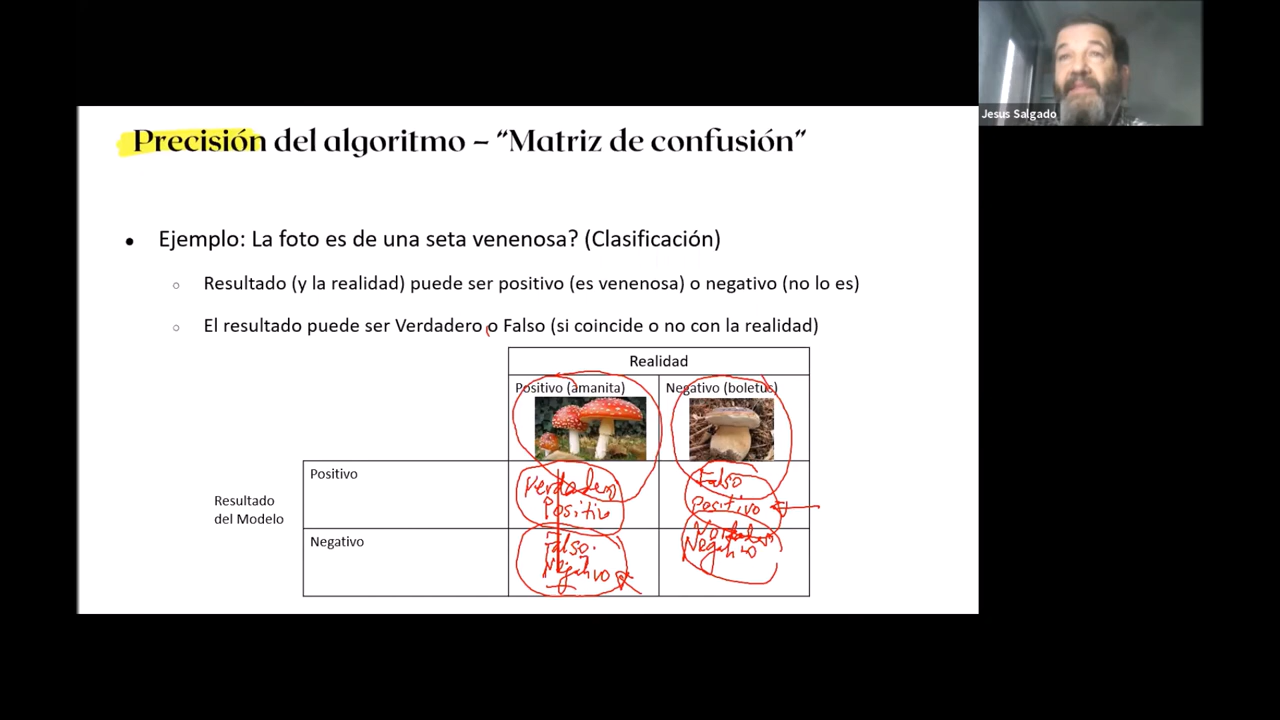 Jesus Salgado
Precisión del algoritmo – “Matriz de confusión”
• Ejemplo: La foto es de una seta venenosa? (Clasificación)
○ Resultado (y la realidad) puede ser positivo (es venenosa) o negativo (no lo es)
○ El resultado puede ser Verdadero o Falso (si coincide o no con la realidad)
Realidad
Positivo (amanita)
Negativo (boletus)
Resultado
del Modelo
Positivo
Verdadero
Positivo
Falso
Positivo
Negativo
Falso
Negativo
Negativo